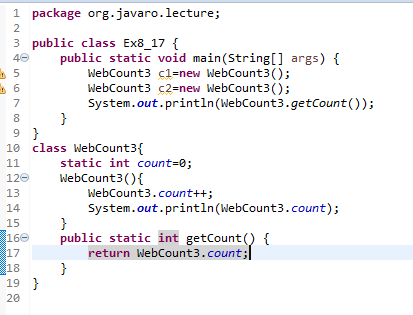 1 package org.javaro.lecture;
2
3 public class Ex8_17 {
4 public static void main(String[] args) {
5 WebCount3 c1=new WebCount3();
6 WebCount3 c2=new WebCount3();
7 System.out.println(WebCount3.getCount());
8 }
9 }
10 class WebCount3{
11 static int count=0;
12 WebCount3(){
13 WebCount3.count++;
14 System.out.println(WebCount3.count);
15 }
16 public static int getCount() {
17 return WebCount3.count;
18 }
19 }
20